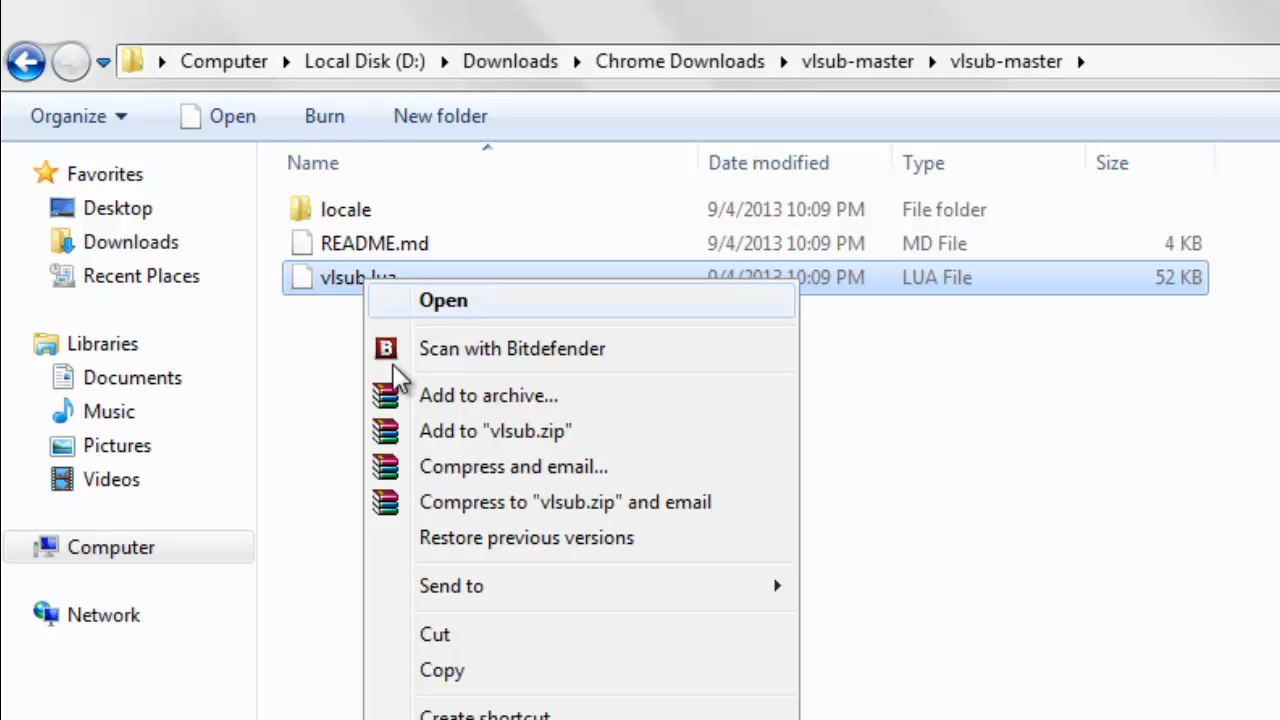 Computer Local Disk (D:) Downloads Chrome Downloads vlsub-master vlsub-master
Organize Open Burn New folder
Name Date modified Type Size
Favorites
Desktop
Downloads
Recent Places
Libraries
Documents
Music
Pictures
Videos
Computer
Network
locale 9/4/2013 10:09 PM File folder
README.md 9/4/2013 10:09 PM MD File 4 KB
vlsub.lua 9/4/2013 10:09 PM LUA File 52 KB
Open
B Scan with Bitdefender
Add to archive...
Add to "vlsub.zip"
Compress and email...
Compress to "vlsub.zip" and email
Restore previous versions
Send to
Cut
Copy
Create shortcut